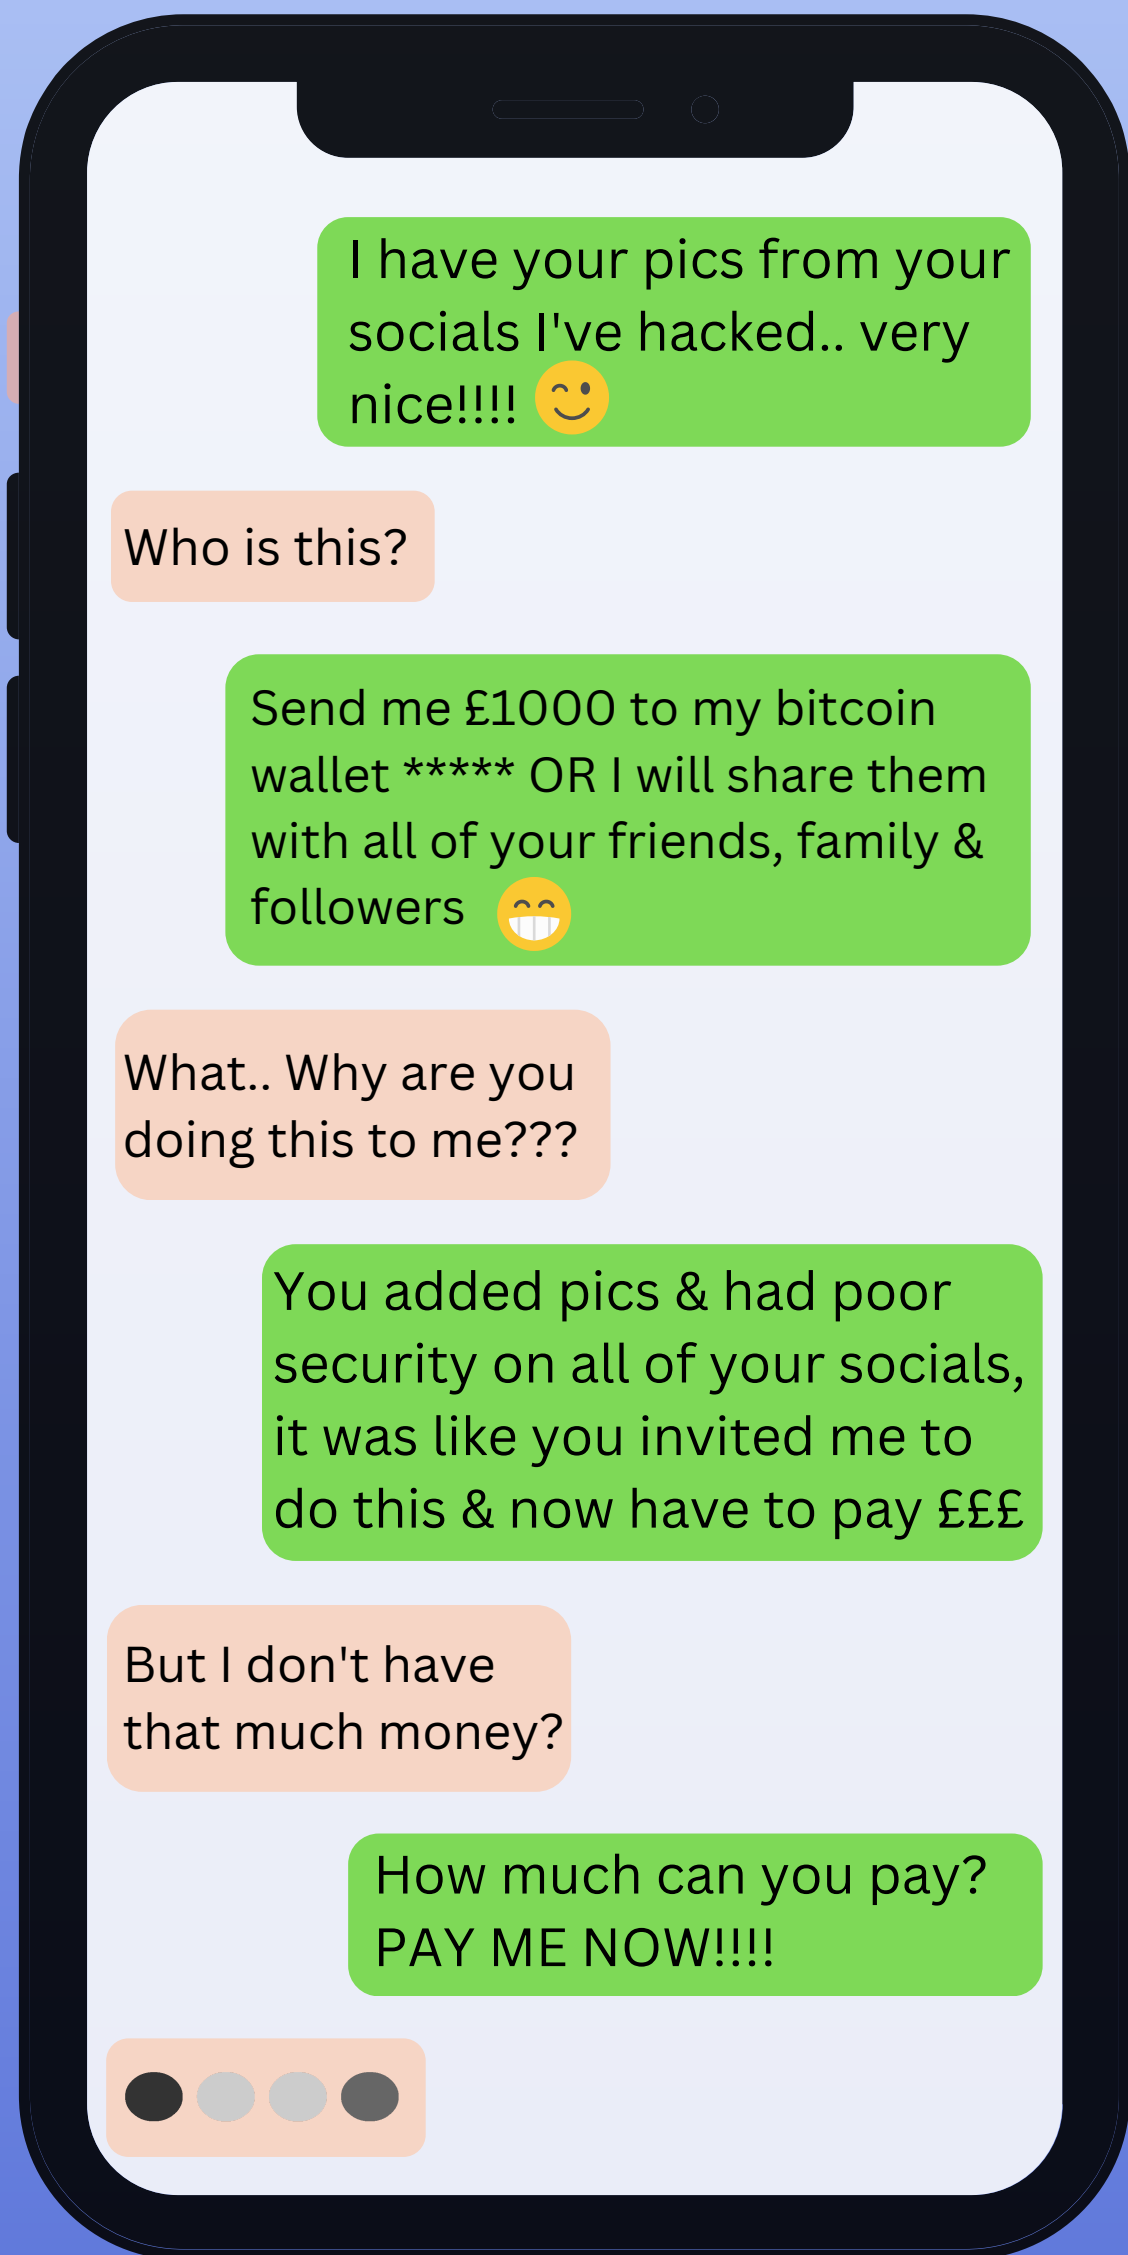 I have your pics from your
socials I've hacked.. very
nice!!!! 😉
Who is this?
Send me £1000 to my bitcoin
wallet ***** OR I will share them
with all of your friends, family &
followers 😁
What.. Why are you
doing this to me???
You added pics & had poor
security on all of your socials,
it was like you invited me to
do this & now have to pay £££
But I don't have
that much money?
How much can you pay?
PAY ME NOW!!!!